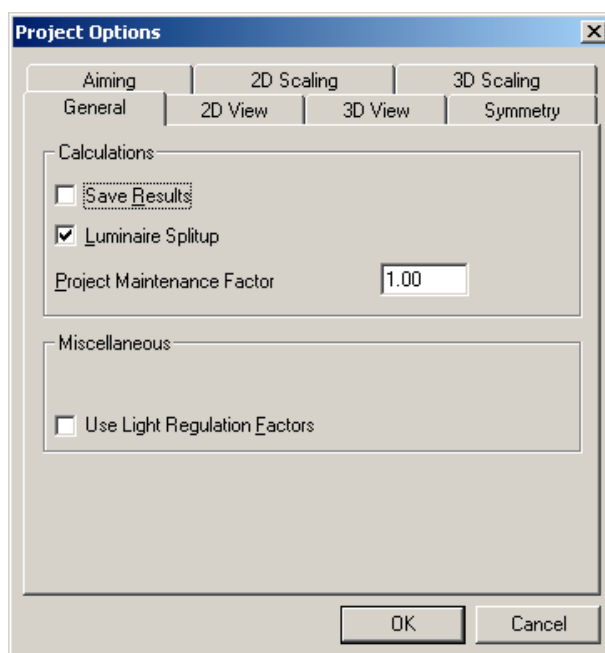 Project Options
Aiming 2D Scaling 3D Scaling
General 2D View 3D View Symmetry
Calculations
Save Results
Luminaire Splitup
Project Maintenance Factor 1.00
Miscellaneous
Use Light Regulation Factors
OK Cancel